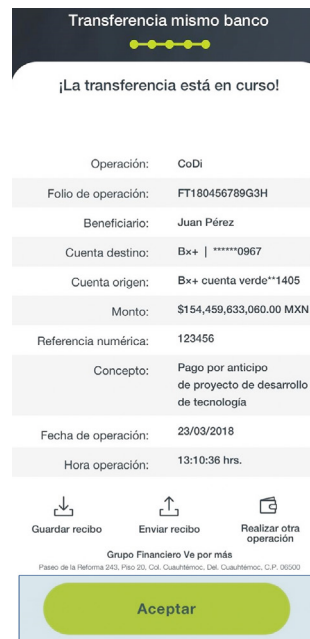 Transferencia mismo banco
¡La transferencia está en curso!
Operación: CoDi
Folio de operación: FT180456789G3H
Beneficiario: Juan Pérez
Cuenta destino: B×+ | ******0967
Cuenta origen: B×+ cuenta verde**1405
Monto: $154,459,633,060.00 MXN
Referencia numérica: 123456
Concepto: Pago por anticipo
de proyecto de desarrollo
de tecnología
Fecha de operación: 23/03/2018
Hora operación: 13:10:36 hrs.
Guardar recibo Enviar recibo Realizar otra
operación
Grupo Financiero Ve por más
Paseo de la Reforma 243, Piso 20. Col. Cuauhtémoc, Del. Cuauhtémoc. C.P. 06500
Aceptar